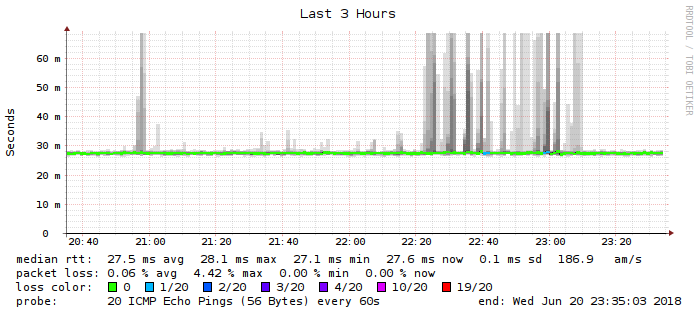 Last 3 Hours
RRDTOOL / TOBI OETIKER
Seconds
60 m
50 m
40 m
30 m
20 m
10 m
0
20:40 21:00 21:20 21:40 22:00 22:20 22:40 23:00 23:20
median rtt: 27.5 ms avg 28.1 ms max 27.1 ms min 27.6 ms now 0.1 ms sd 186.9 am/s
packet loss: 0.06 % avg 4.42 % max 0.00 % min 0.00 % now
loss color: 0 1/20 2/20 3/20 4/20 10/20 19/20
probe: 20 ICMP Echo Pings (56 Bytes) every 60s end: Wed Jun 20 23:35:03 2018